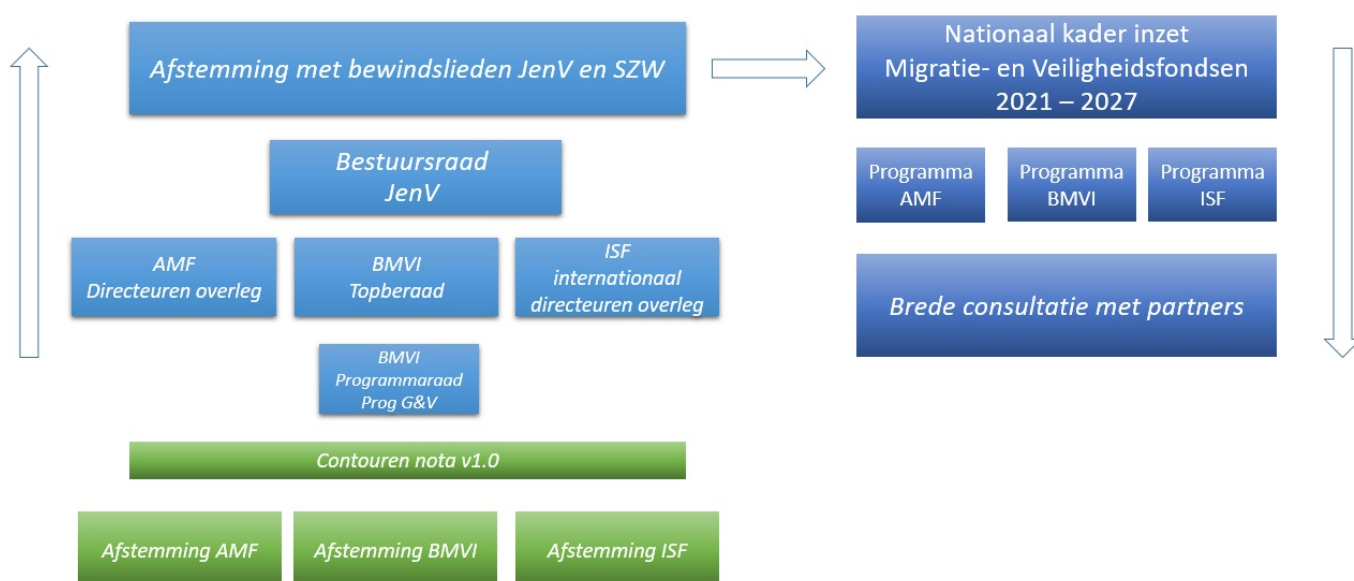 Afstemming met bewindslieden JenV en SZW
Bestuursraad
JenV
AMF
Directeuren overleg
BMVI
Topberaad
ISF
internationaal
directeuren overleg
BMVI
Programmaraad
Prog G&V
Contouren nota v1.0
Afstemming AMF
Afstemming BMVI
Afstemming ISF
Nationaal kader inzet
Migratie- en Veiligheidsfondsen
2021 – 2027
Programma
AMF
Programma
BMVI
Programma
ISF
Brede consultatie met partners